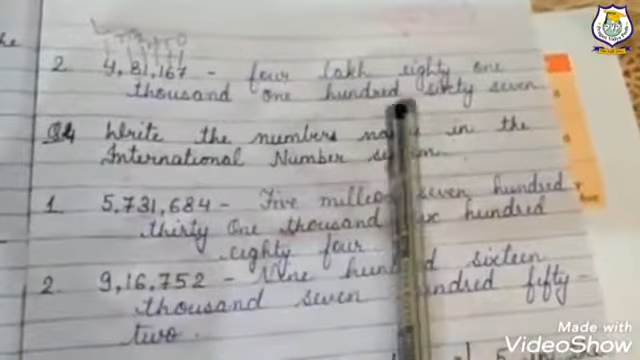 2. 4,81,167 - four lakh eighty one
thousand one hundred sixty seven
Q4 Write the numbers in the
International Number
1. 5,731,684 - Five million seven hundred
thirty One thousand hundred
eighty four
2. 9,16,752 - Nine hundred sixteen
thousand seven hundred fifty-
two.
Made with
VideoShow